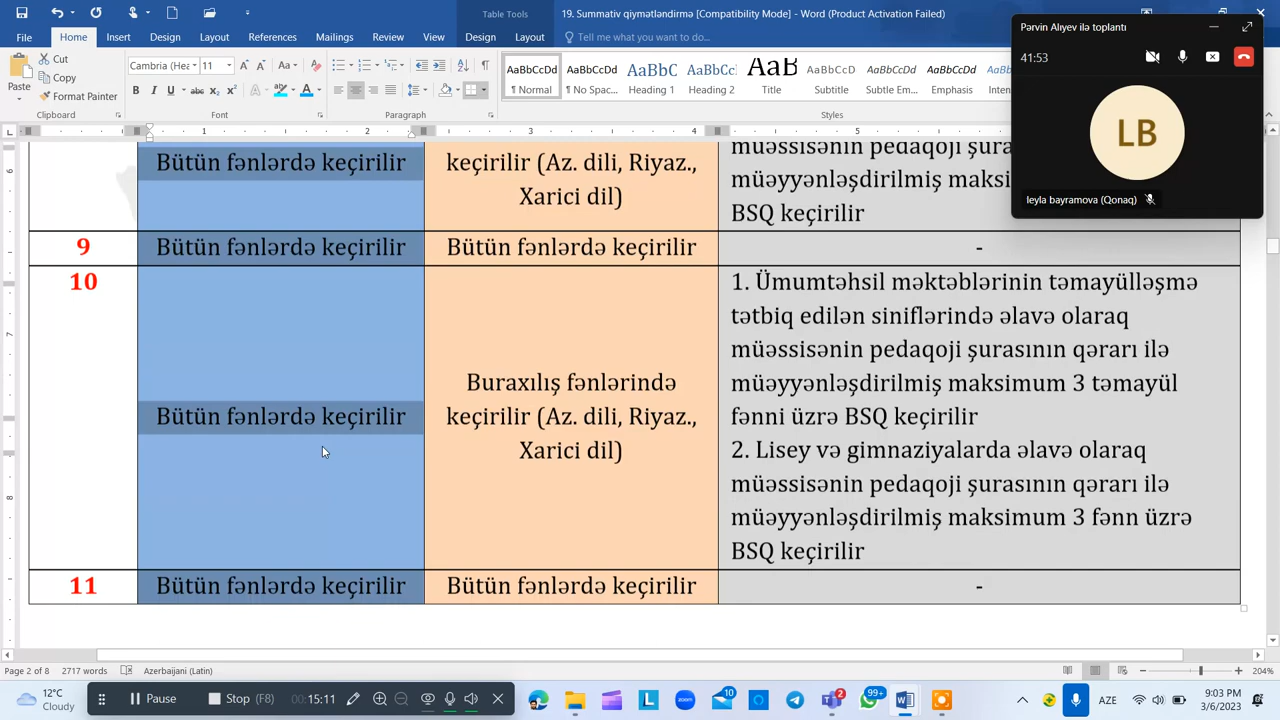 Table Tools
19. Summativ qiymətləndirmə [Compatibility Mode] - Word (Product Activation Failed)
File Home Insert Design Layout References Mailings Review View Design Layout Tell me what you want to do...
Cut
Copy
Format Painter
Paste
Clipboard
Cambria (Hea 11
Font
Paragraph
AaBbCcDd
¶ Normal
AaBbCcDd
¶ No Spac...
AaBbC
Heading 1
AaBbCc
Heading 2
AaB
Title
AaBbCcD
Subtitle
AaBbCcDd
Subtle Em...
AaBbCcDd
Emphasis
Styles
Pərvin Alıyev ilə toplantı
41:53
LB
leyla bayramova (Qonaq)
Bütün fənlərdə keçirilir
keçirilir (Az. dili, Riyaz.,
Xarici dil)
müəssisənin pedaqoji şura
müəyyənləşdirilmiş maksi
BSQ keçirilir
9
Bütün fənlərdə keçirilir
Bütün fənlərdə keçirilir
-
10
Bütün fənlərdə keçirilir
Buraxılış fənlərində
keçirilir (Az. dili, Riyaz.,
Xarici dil)
1. Ümumtəhsil məktəblərinin təmayülləşmə
tətbiq edilən siniflərində əlavə olaraq
müəssisənin pedaqoji şurasının qərarı ilə
müəyyənləşdirilmiş maksimum 3 təmayül
fənni üzrə BSQ keçirilir
2. Lisey və gimnaziyalarda əlavə olaraq
müəssisənin pedaqoji şurasının qərarı ilə
müəyyənləşdirilmiş maksimum 3 fənn üzrə
BSQ keçirilir
11
Bütün fənlərdə keçirilir
Bütün fənlərdə keçirilir
-
Page 2 of 8 2717 words Azerbaijani (Latin) 204%
12°C
Cloudy
Pause Stop (F8) 00:15:11
zoom
10
2
99+
AZE
9:03 PM
3/6/2023